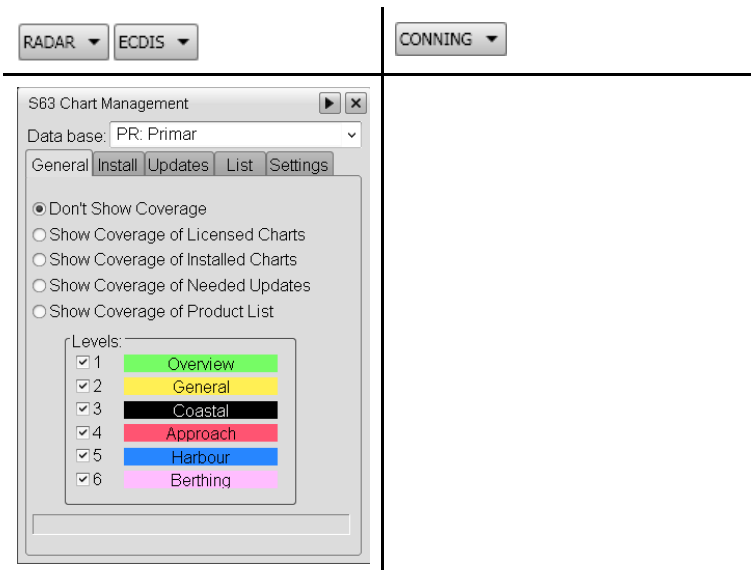 RADAR ECDIS
CONNING
S63 Chart Management
Data base: PR: Primar
General Install Updates List Settings
Don't Show Coverage
Show Coverage of Licensed Charts
Show Coverage of Installed Charts
Show Coverage of Needed Updates
Show Coverage of Product List
Levels:
1 Overview
2 General
3 Coastal
4 Approach
5 Harbour
6 Berthing